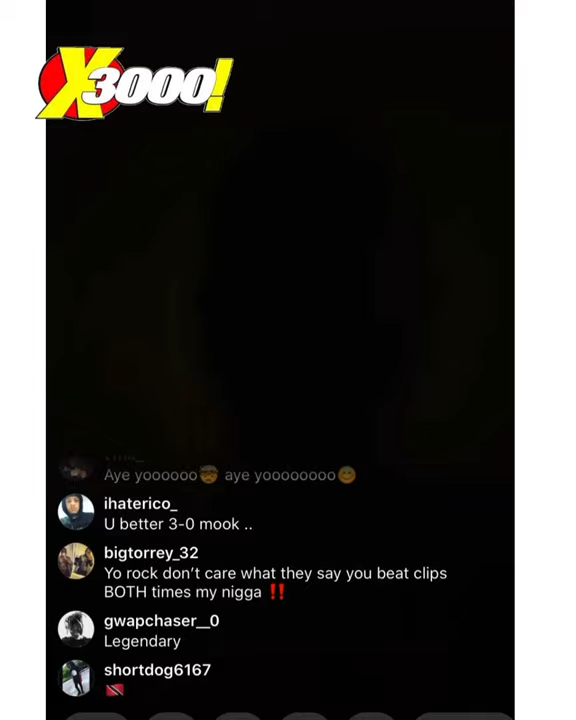 X3000!
Aye yoooooo🤯 aye yoooooooo😊
ihaterico_
U better 3-0 mook ..
bigtorrey_32
Yo rock don’t care what they say you beat clips
BOTH times my nigga ‼️
gwapchaser__0
Legendary
shortdog6167
🇹🇹